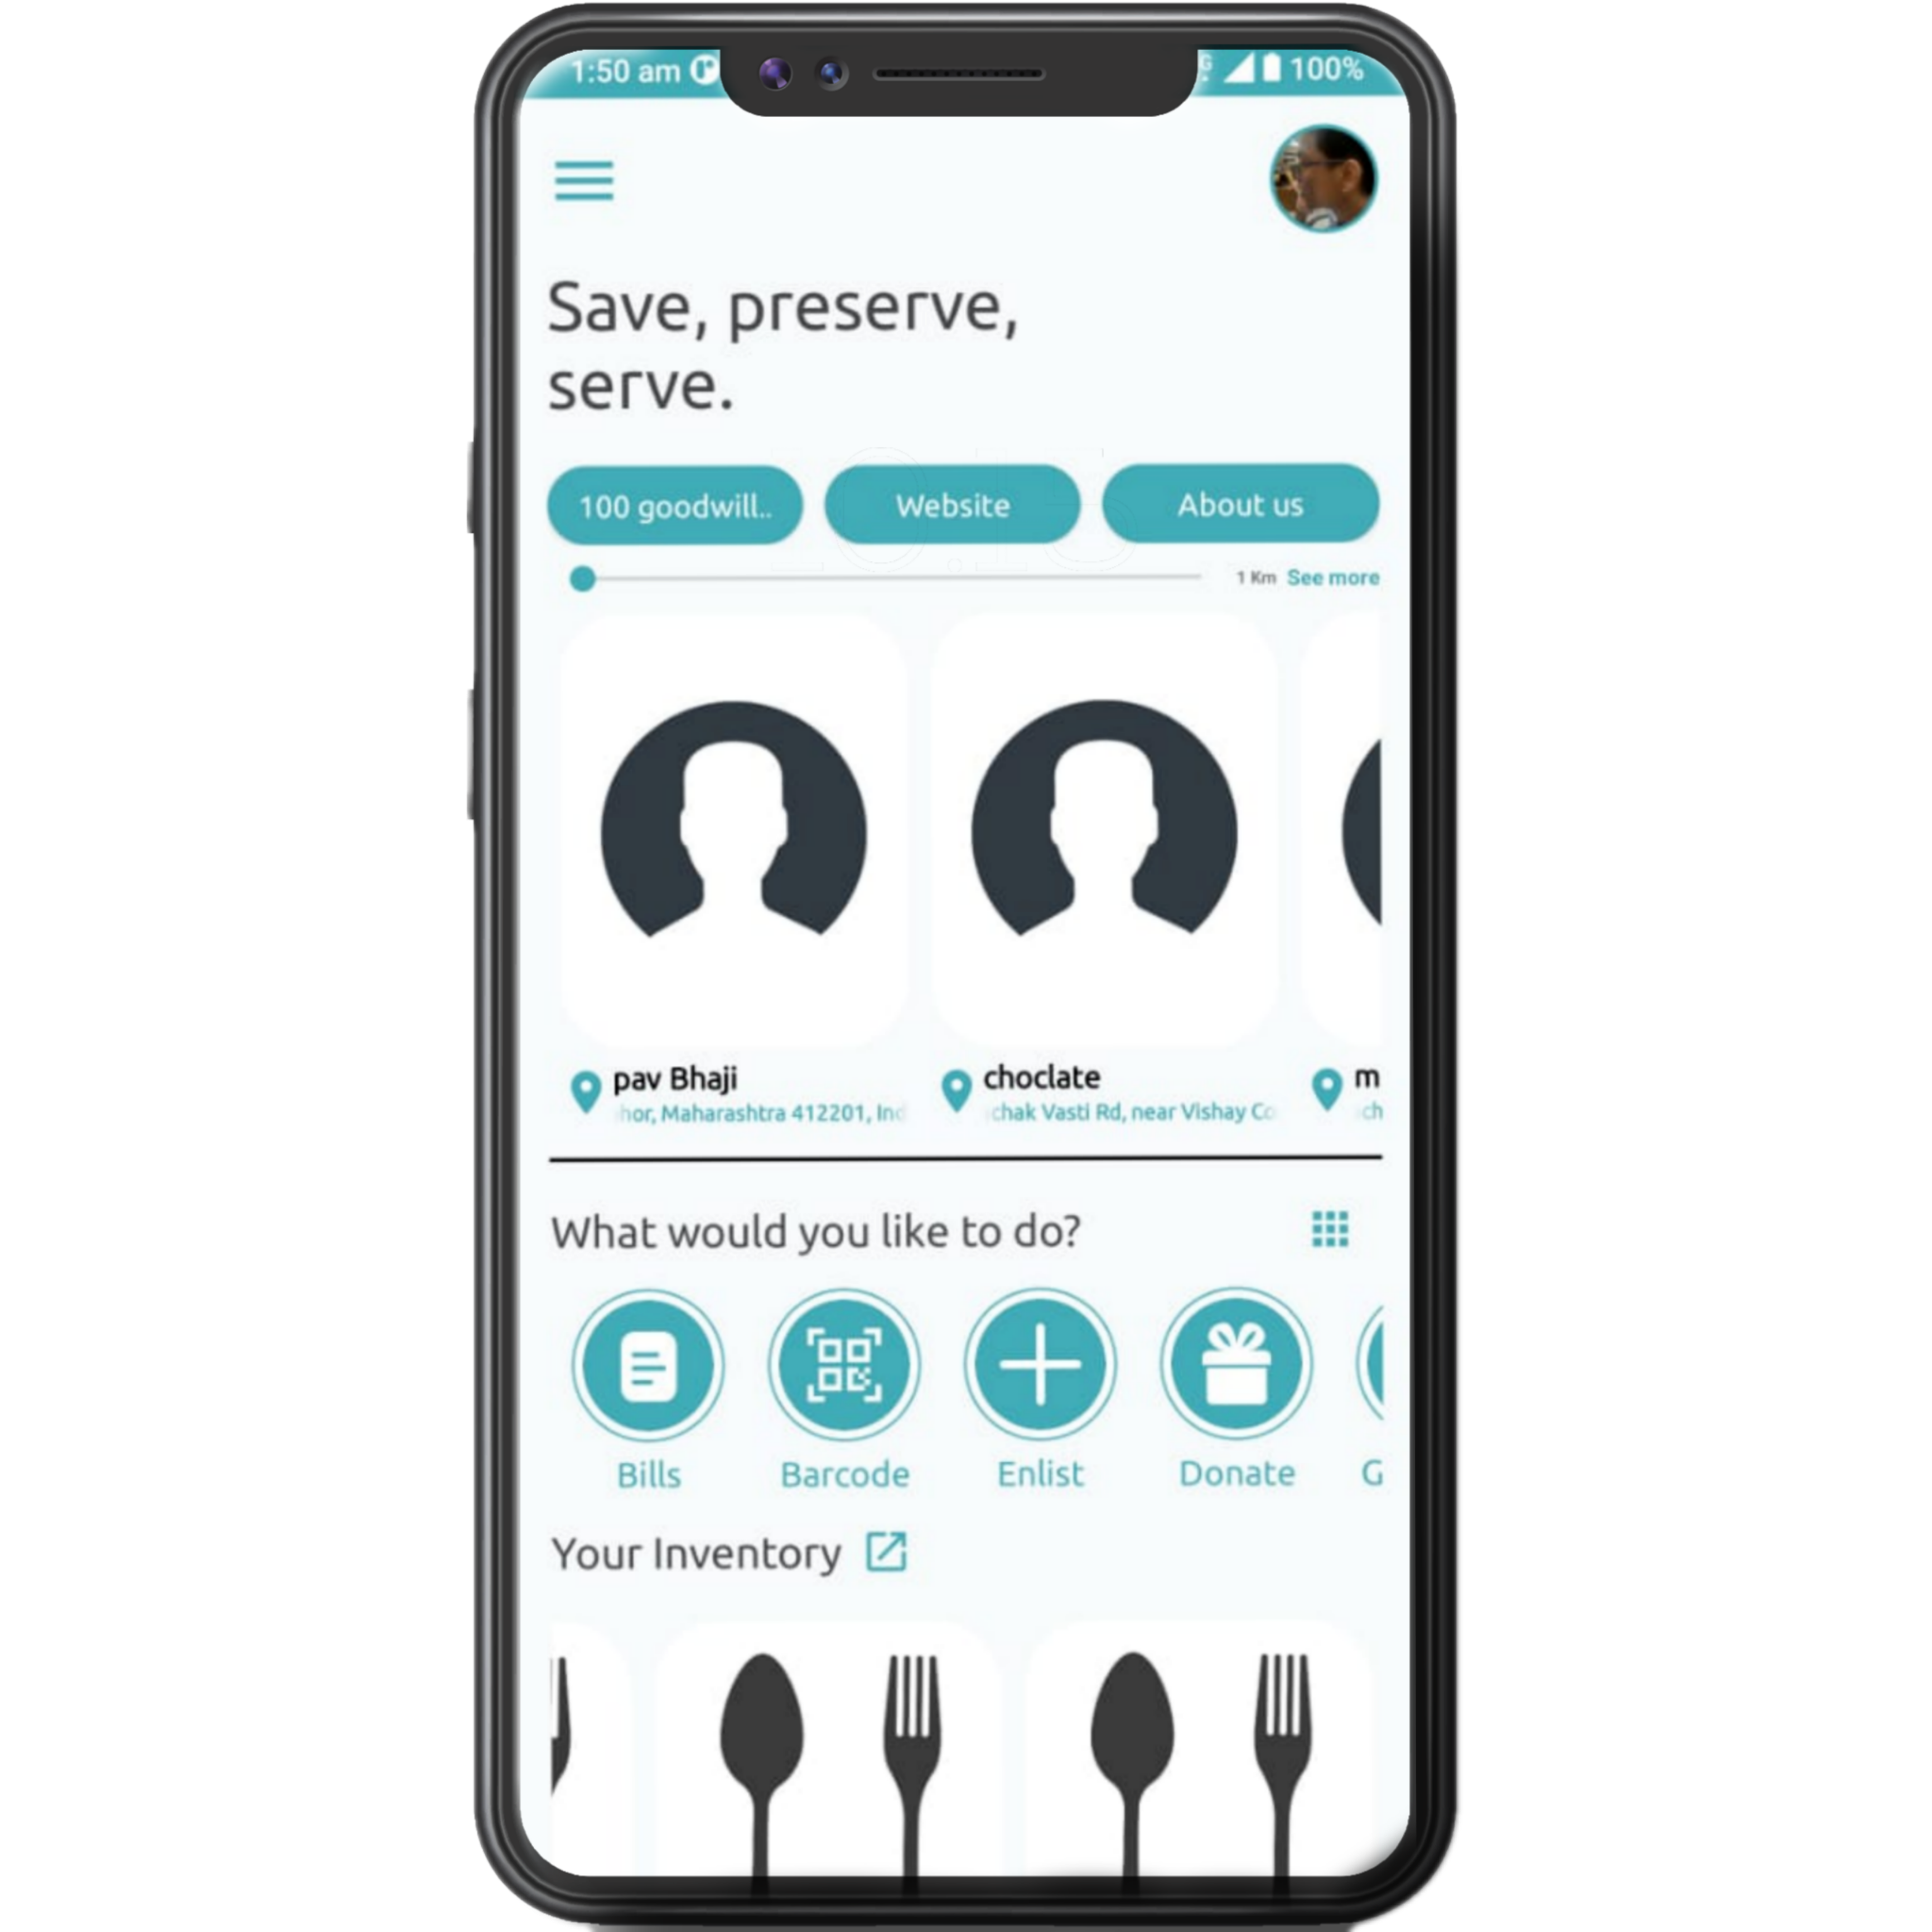 1:50 am
100%
Save, preserve,
serve.
100 goodwill.. Website About us
1 Km See more
pav Bhaji choclate m
hor, Maharashtra 412201, Ind chak Vasti Rd, near Vishay Co ch
What would you like to do?
Bills Barcode Enlist Donate G
Your Inventory